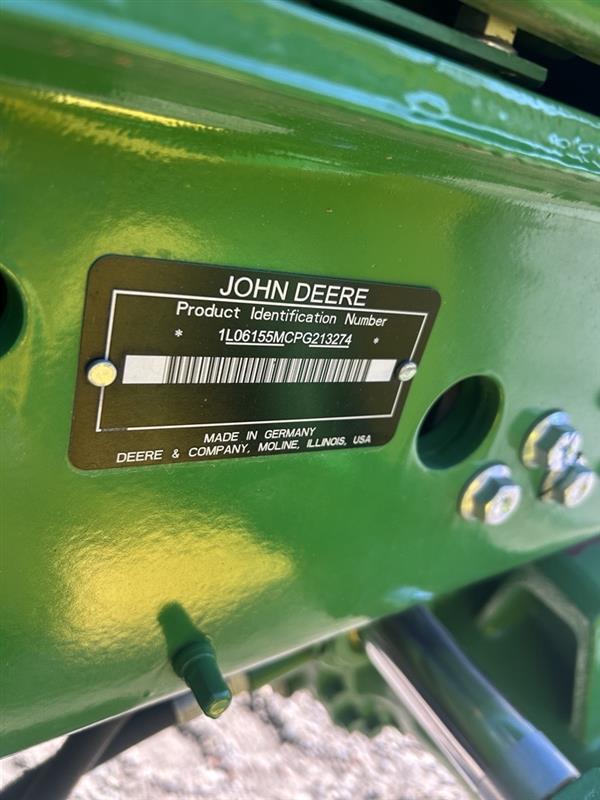 JOHN DEERE
Product Identification Number
* 1L06155MCPG213274 *
MADE IN GERMANY
DEERE & COMPANY, MOLINE, ILLINOIS, USA